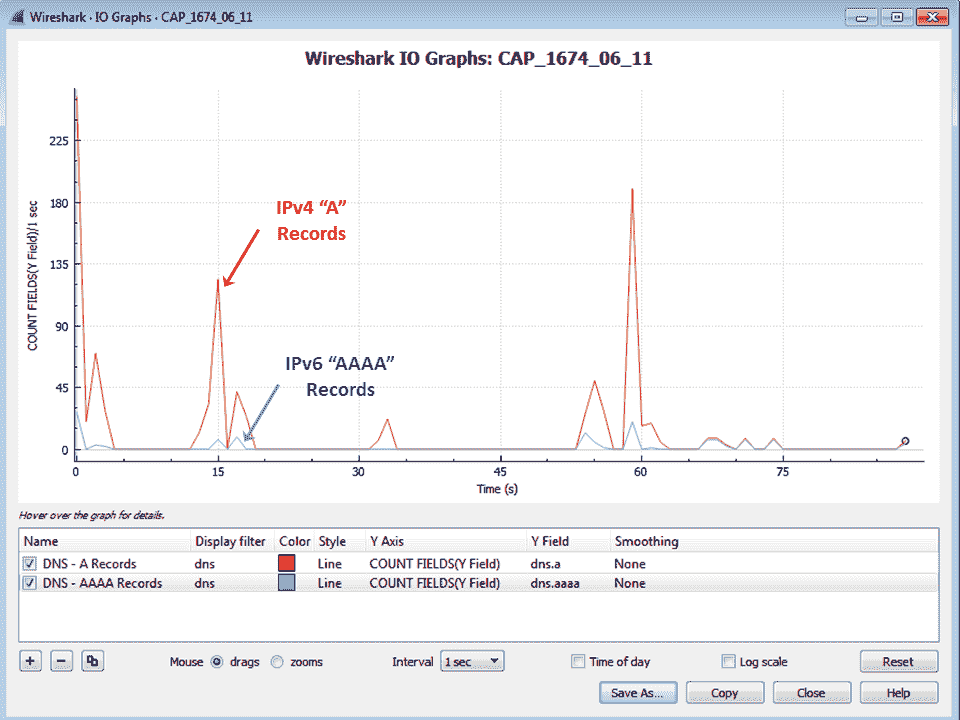 Wireshark · IO Graphs · CAP_1674_06_11
Wireshark IO Graphs: CAP_1674_06_11
COUNT FIELDS(Y Field)/1 sec
225
180
135
90
45
0
IPv4 “A”
Records
IPv6 “AAAA”
Records
0 15 30 45 60 75
Time (s)
Hover over the graph for details.
Name Display filter Color Style Y Axis Y Field Smoothing
DNS - A Records dns Line COUNT FIELDS(Y Field) dns.a None
DNS - AAAA Records dns Line COUNT FIELDS(Y Field) dns.aaaa None
+ − Mouse drags zooms Interval 1 sec Time of day Log scale Reset
Save As... Copy Close Help